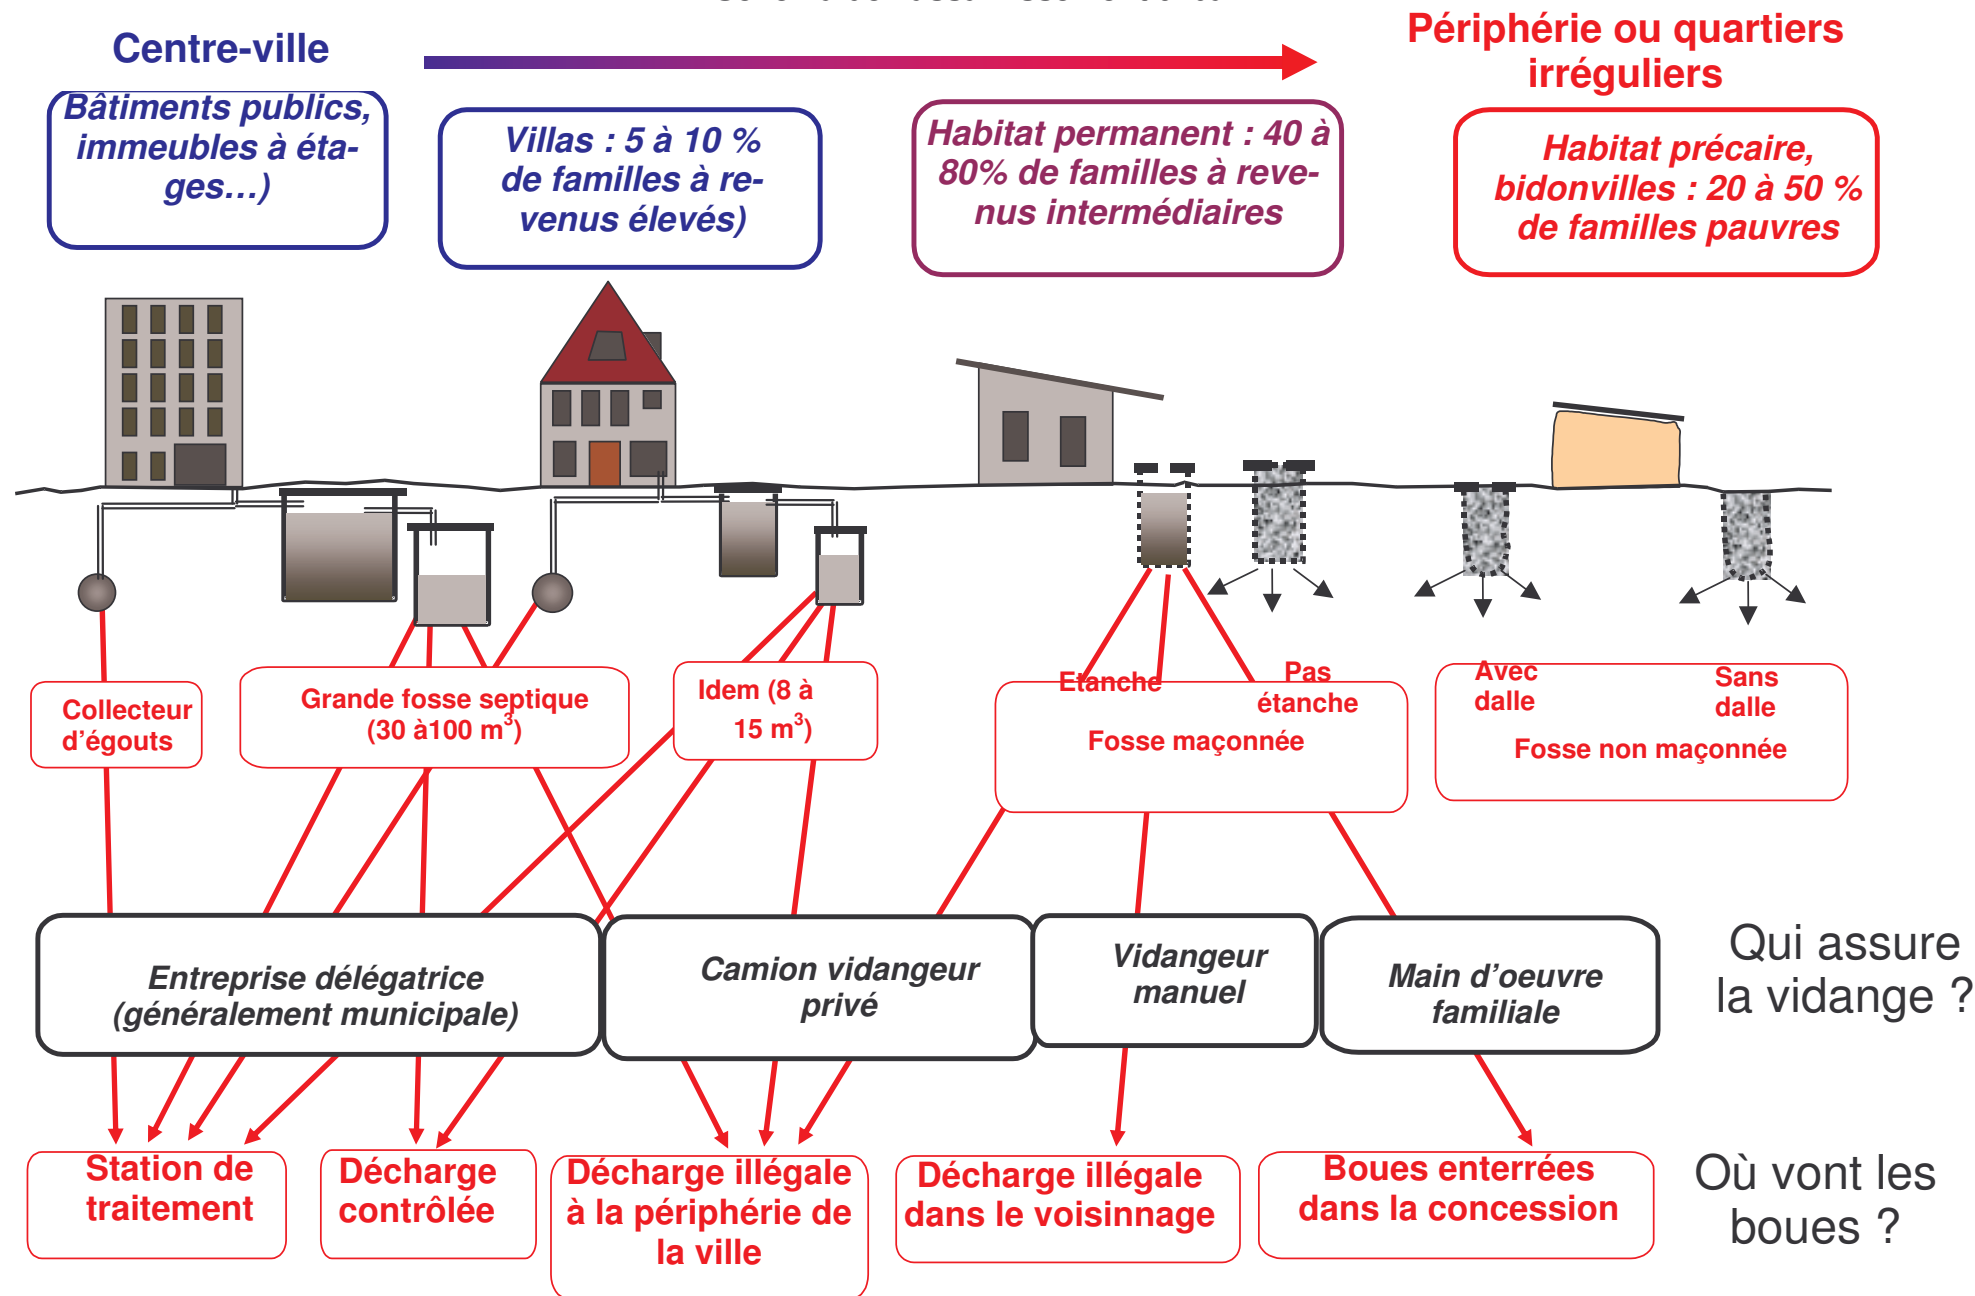 Centre-ville
Périphérie ou quartiers
irréguliers
Bâtiments publics,
immeubles à éta-
ges…)
Villas : 5 à 10 %
de familles à re-
venus élevés)
Habitat permanent : 40 à
80% de familles à reve-
nus intermédiaires
Habitat précaire,
bidonvilles : 20 à 50 %
de familles pauvres
Collecteur
d’égouts
Grande fosse septique
(30 à100 m³)
Idem (8 à
15 m³)
Etanche
Pas
étanche
Fosse maçonnée
Avec
dalle
Sans
dalle
Fosse non maçonnée
Entreprise délégatrice
(généralement municipale)
Camion vidangeur
privé
Vidangeur
manuel
Main d’oeuvre
familiale
Qui assure
la vidange ?
Station de
traitement
Décharge
contrôlée
Décharge illégale
à la périphérie de
la ville
Décharge illégale
dans le voisinnage
Boues enterrées
dans la concession
Où vont les
boues ?